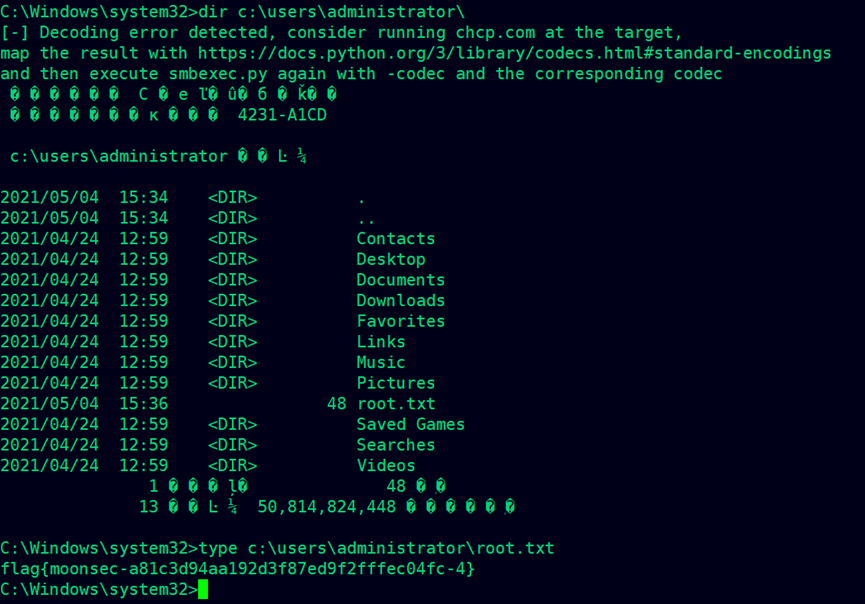 C:\Windows\system32>dir c:\users\administrator\
[-] Decoding error detected, consider running chcp.com at the target,
map the result with https://docs.python.org/3/library/codecs.html#standard-encodings
and then execute smbexec.py again with -codec and the corresponding codec
� � � � � � C � e ľ� û� б � ǩ� �
� � � � � � � к � � � 4231-A1CD
c:\users\administrator � � Ŀ ¼
2021/05/04 15:34 <DIR> .
2021/05/04 15:34 <DIR> ..
2021/04/24 12:59 <DIR> Contacts
2021/04/24 12:59 <DIR> Desktop
2021/04/24 12:59 <DIR> Documents
2021/04/24 12:59 <DIR> Downloads
2021/04/24 12:59 <DIR> Favorites
2021/04/24 12:59 <DIR> Links
2021/04/24 12:59 <DIR> Music
2021/04/24 12:59 <DIR> Pictures
2021/05/04 15:36 48 root.txt
2021/04/24 12:59 <DIR> Saved Games
2021/04/24 12:59 <DIR> Searches
2021/04/24 12:59 <DIR> Videos
1 � � � ļ� 48 � �
13 � � Ŀ ¼ 50,814,824,448 � � � � � �
C:\Windows\system32>type c:\users\administrator\root.txt
flag{moonsec-a81c3d94aa192d3f87ed9f2fffec04fc-4}
C:\Windows\system32>